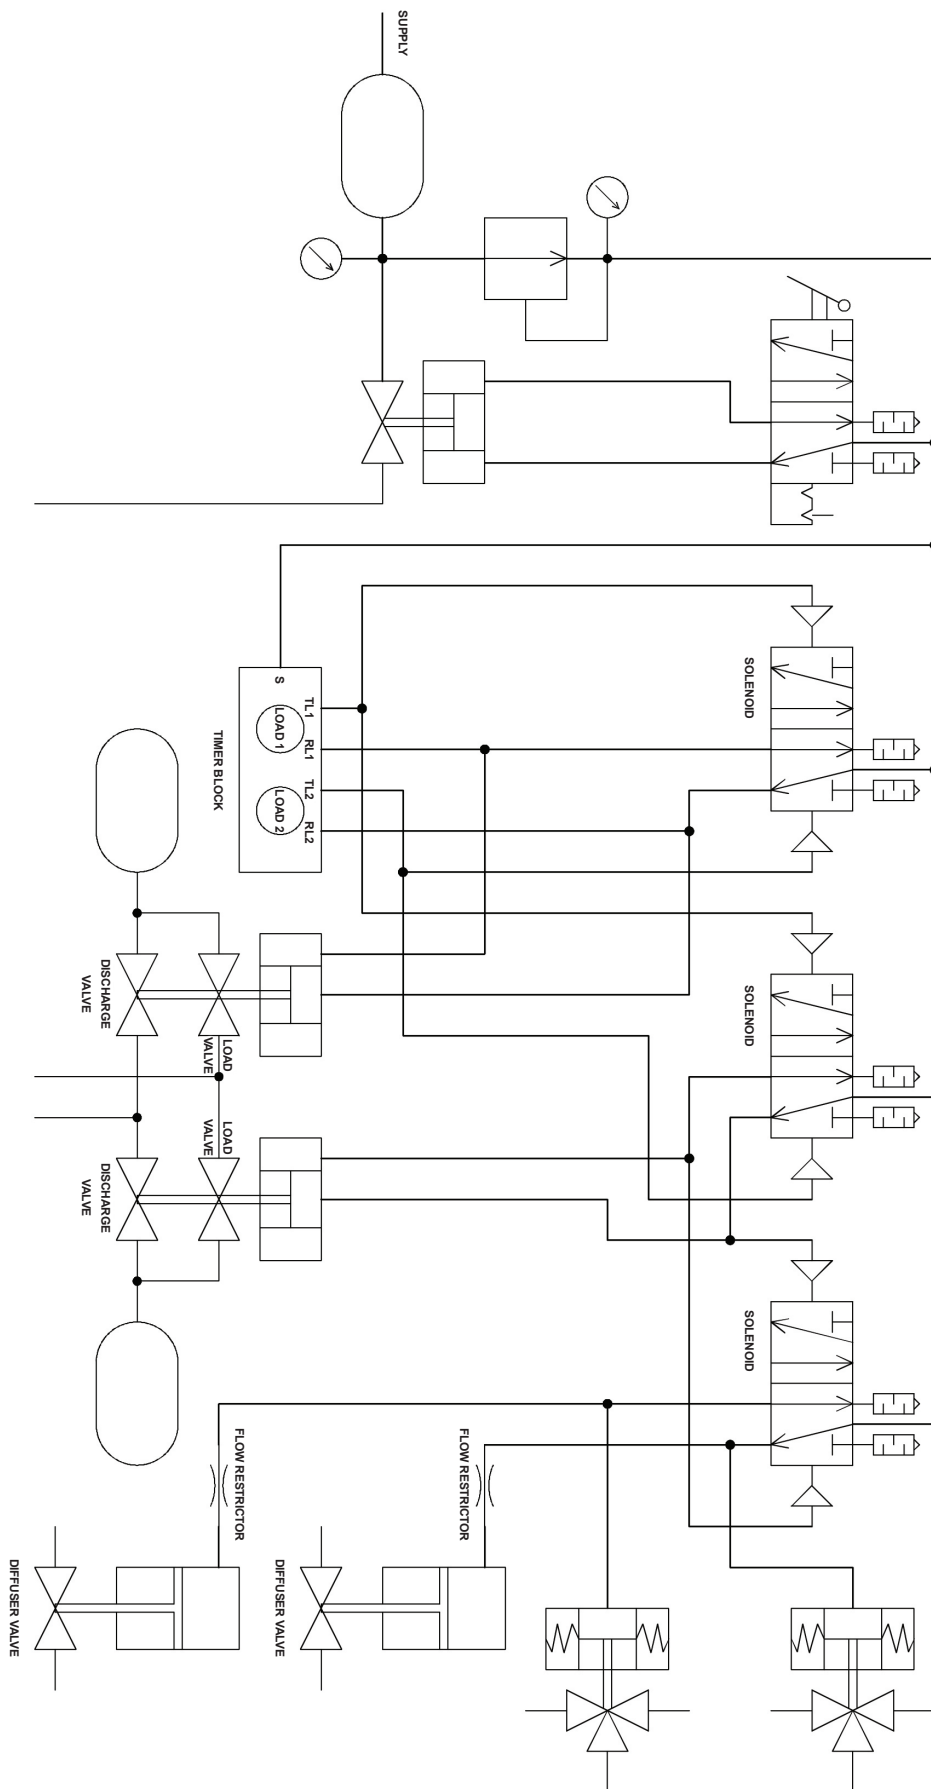 SUPPLY
SOLENOID
S
TL1
LOAD 1
RL1
TL2
LOAD 2
RL2
TIMER BLOCK
DISCHARGE
VALVE
LOAD
VALVE
SOLENOID
LOAD
VALVE
DISCHARGE
VALVE
SOLENOID
FLOW RESTRICTOR
FLOW RESTRICTOR
DIFFUSER VALVE
DIFFUSER VALVE